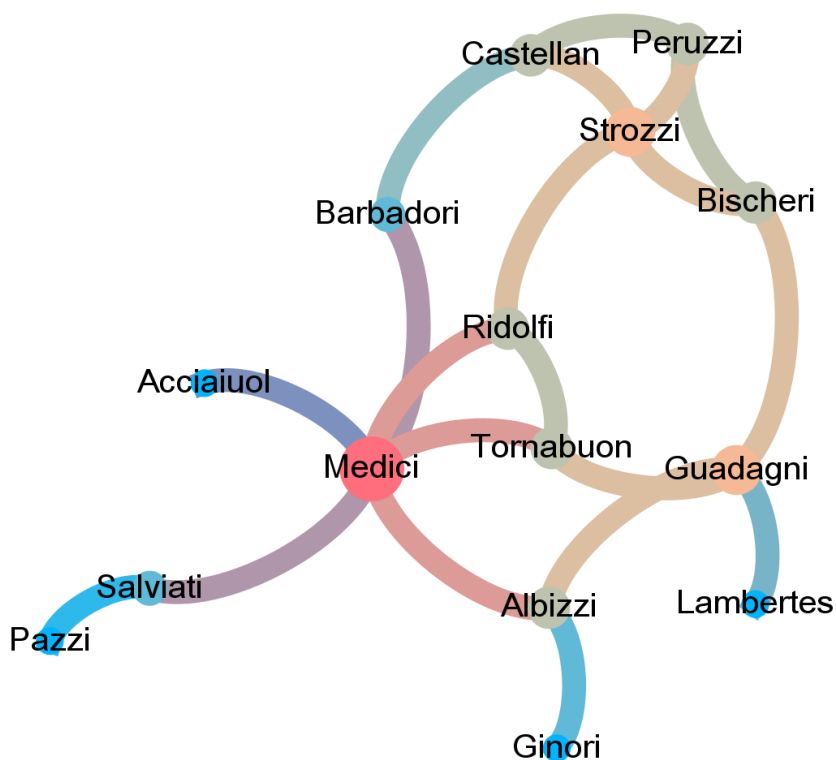 Peruzzi
Castellan
Strozzi
Bischeri
Barbadori
Ridolfi
Acciaiuol
Tornabuon
Medici
Guadagni
Salviati
Albizzi
Lambertes
Pazzi
Ginori